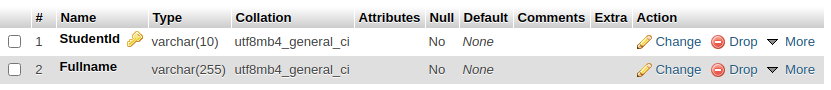 # Name Type Collation Attributes Null Default Comments Extra Action
1 StudentId varchar(10) utf8mb4_general_ci No None Change Drop More
2 Fullname varchar(255) utf8mb4_general_ci No None Change Drop More